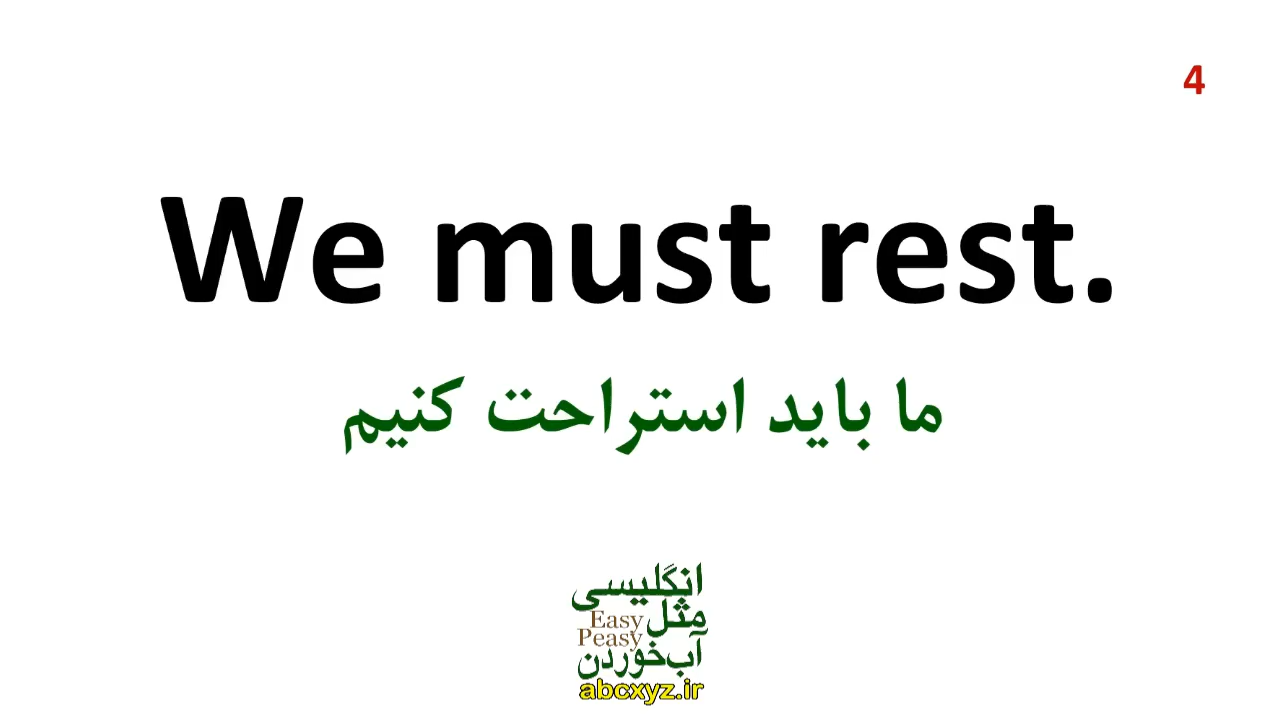 4
We must rest.
ما باید استراحت کنیم
انگلیسی
مثل
Easy
Peasy
آب‌خوردن
abcxyz.ir